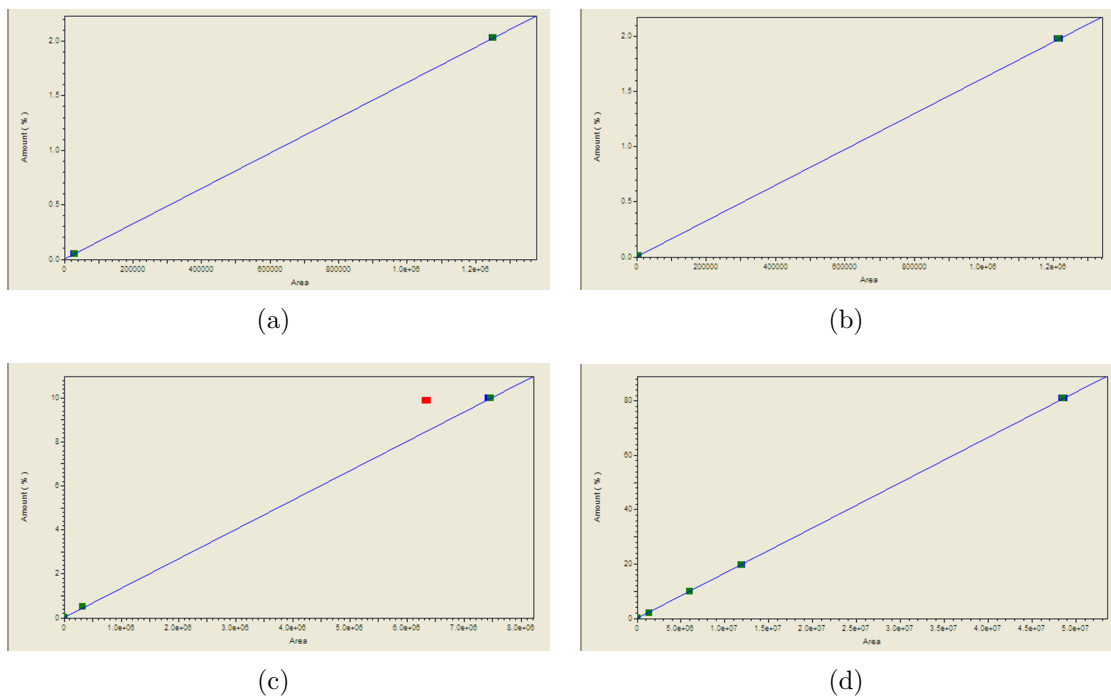 2.0
1.5
1.0
0.5
0.0
Amount ( % )
0 200000 400000 600000 800000 1.0e+06 1.2e+06
Area
(a)
2.0
1.5
1.0
0.5
0.0
Amount ( % )
0 200000 400000 600000 800000 1.0e+06 1.2e+06
Area
(b)
10
8
6
4
2
0
Amount ( % )
0 1.0e+06 2.0e+06 3.0e+06 4.0e+06 5.0e+06 6.0e+06 7.0e+06 8.0e+06
Area
(c)
80
60
40
20
0
Amount ( % )
0 5.0e+06 1.0e+07 1.5e+07 2.0e+07 2.5e+07 3.0e+07 3.5e+07 4.0e+07 4.5e+07 5.0e+07
Area
(d)